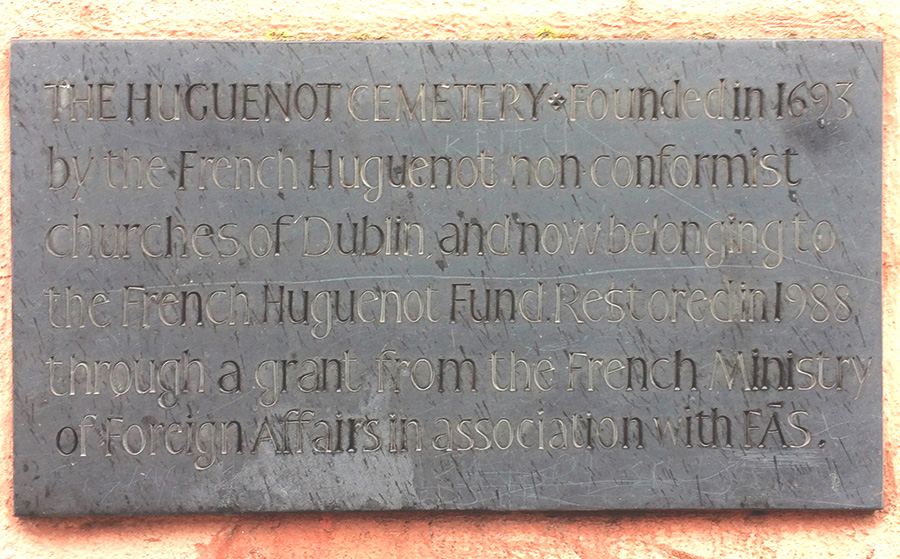 THE HUGUENOT CEMETERY ❖ Founded in 1693
by the French Huguenot non conformist
churches of Dublin, and now belonging to
the French Huguenot Fund. Restored in 1988
through a grant from the French Ministry
of Foreign Affairs in association with FÁS.